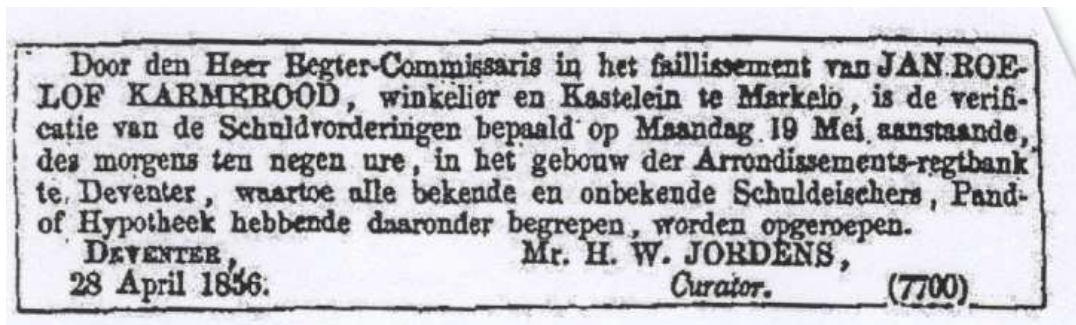 Door den Heer Regter-Commissaris in het faillissement van JAN ROE-
LOF KARMEROOD, winkelier en Kastelein te Markelo, is de verifi-
catie van de Schuldvorderingen bepaald op Maandag 19 Mei aanstaande,
des morgens ten negen ure, in het gebouw der Arrondissements-regtbank
te Deventer, waartoe alle bekende en onbekende Schuldeischers, Pand-
of Hypotheek hebbende daaronder begrepen, worden opgeroepen.
DEVENTER, Mr. H. W. JORDENS,
28 April 1856. Curator. (7700)